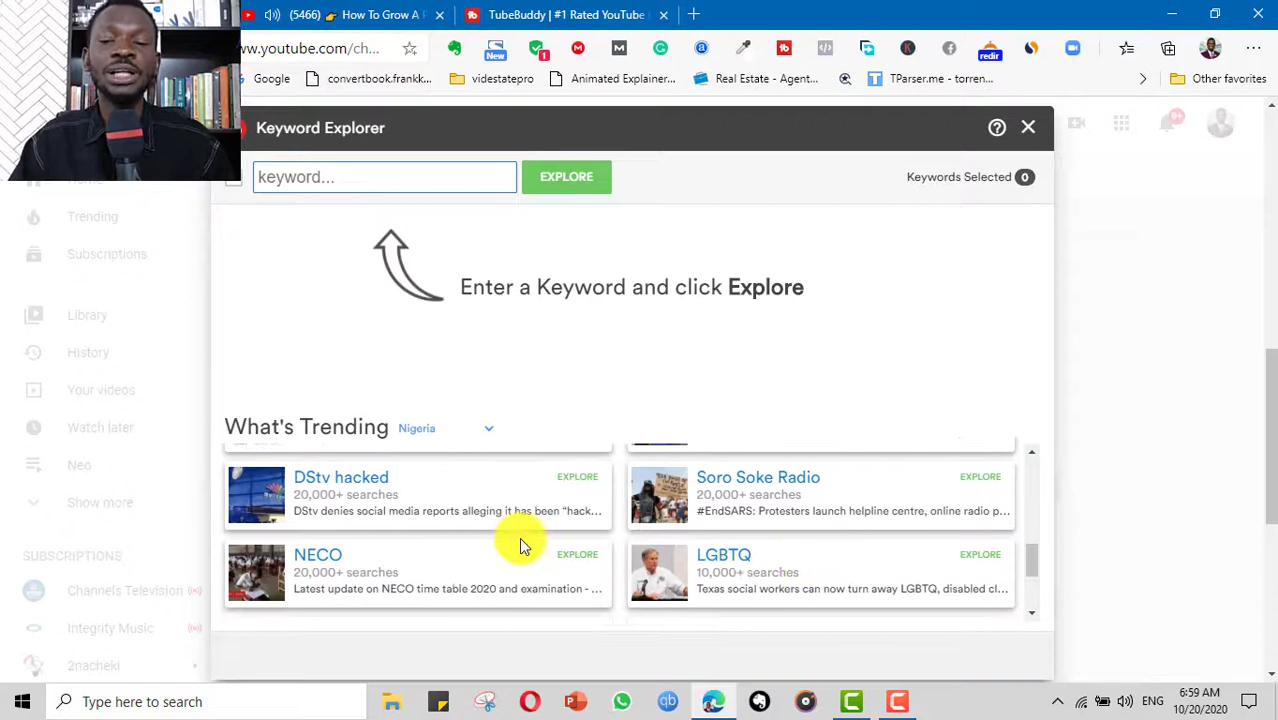 (5466) 👉 How To Grow A P
TubeBuddy | #1 Rated YouTube
ww.youtube.com/ch...
New
1
redir
Google
convertbook.frankk...
videstatepro
Animated Explainer...
Real Estate - Agent...
TParser.me - torren...
Other favorites
Keyword Explorer
keyword...
EXPLORE
Keywords Selected 0
9+
Trending
Subscriptions
Library
History
Your videos
Watch later
Neo
Show more
SUBSCRIPTIONS
Channels Television
Integrity Music
2nacheki
Enter a Keyword and click Explore
What's Trending Nigeria
DStv hacked
EXPLORE
20,000+ searches
DStv denies social media reports alleging it has been “hack...
Soro Soke Radio
EXPLORE
20,000+ searches
#EndSARS: Protesters launch helpline centre, online radio p...
NECO
EXPLORE
20,000+ searches
Latest update on NECO time table 2020 and examination - ...
LGBTQ
EXPLORE
10,000+ searches
Texas social workers can now turn away LGBTQ, disabled cl...
Type here to search
qb
ENG
6:59 AM
10/20/2020